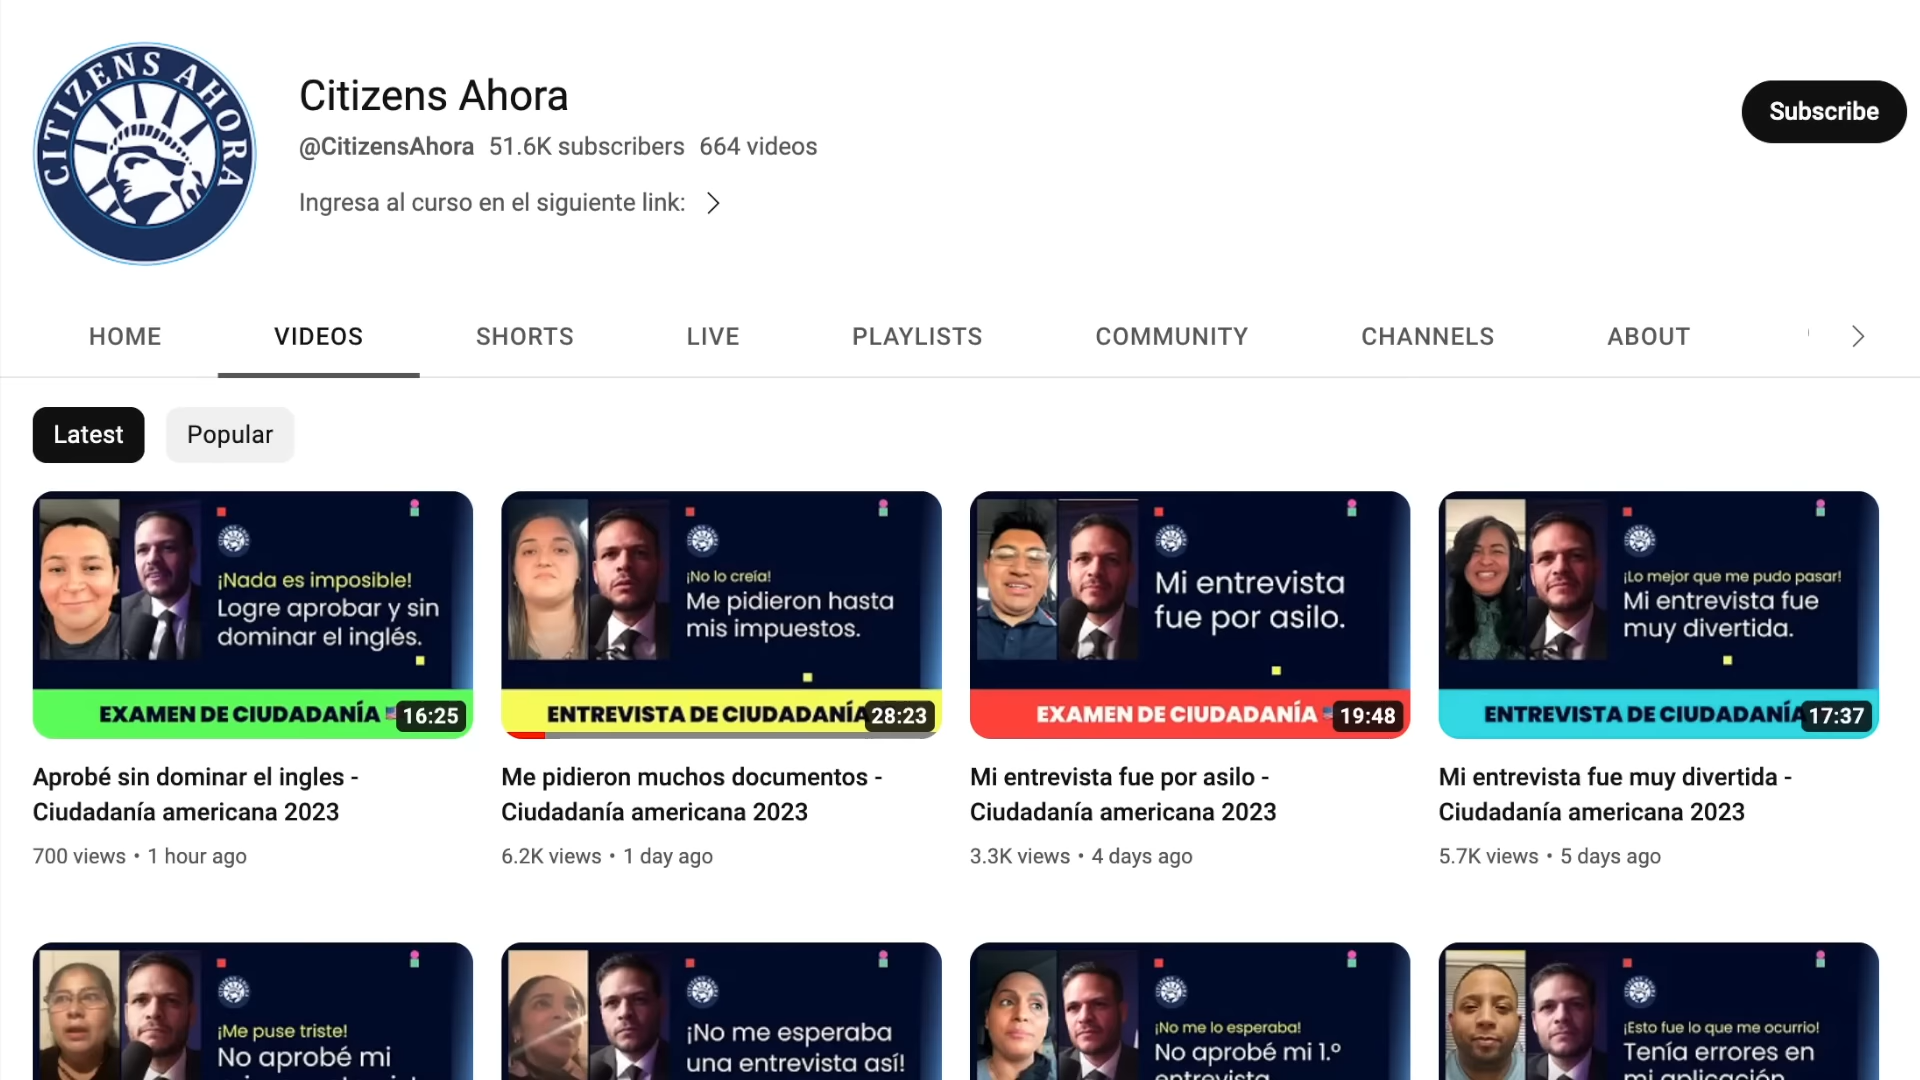 CITIZENS AHORA
Citizens Ahora
@CitizensAhora 51.6K subscribers 664 videos
Ingresa al curso en el siguiente link:
Subscribe
HOME VIDEOS SHORTS LIVE PLAYLISTS COMMUNITY CHANNELS ABOUT
Latest Popular
¡Nada es imposible!
Logre aprobar y sin
dominar el inglés.
EXAMEN DE CIUDADANÍA
16:25
Aprobé sin dominar el ingles -
Ciudadanía americana 2023
700 views • 1 hour ago
¡No lo creía!
Me pidieron hasta
mis impuestos.
ENTREVISTA DE CIUDADANÍA
28:23
Me pidieron muchos documentos -
Ciudadanía americana 2023
6.2K views • 1 day ago
Mi entrevista
fue por asilo.
EXAMEN DE CIUDADANÍA
19:48
Mi entrevista fue por asilo -
Ciudadanía americana 2023
3.3K views • 4 days ago
¡Lo mejor que me pudo pasar!
Mi entrevista fue
muy divertida.
ENTREVISTA DE CIUDADANÍA
17:37
Mi entrevista fue muy divertida -
Ciudadanía americana 2023
5.7K views • 5 days ago
¡Me puse triste!
No aprobé mi
¡No me esperaba
una entrevista así!
¡No me lo esperaba!
No aprobé mi 1.º
entrevista
¡Esto fue lo que me ocurrio!
Tenía errores en
mi aplicación